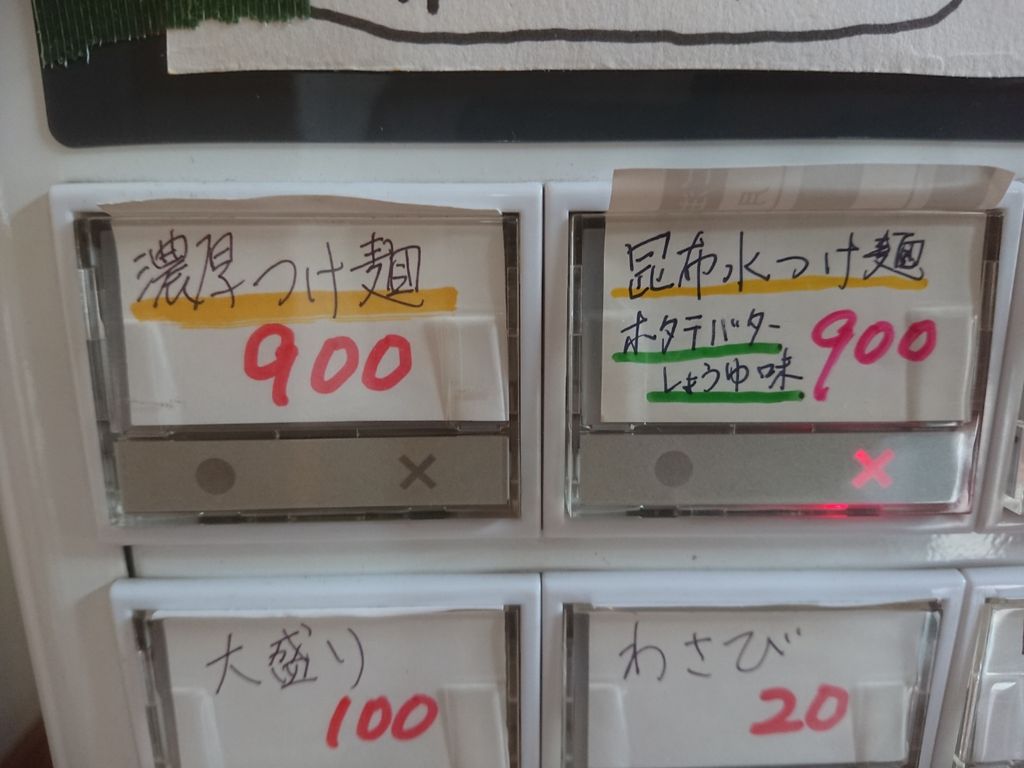 濃厚つけ麺
900
昆布水つけ麺
ホタテバター
しょうゆ味
900
大盛り
100
わさび
20